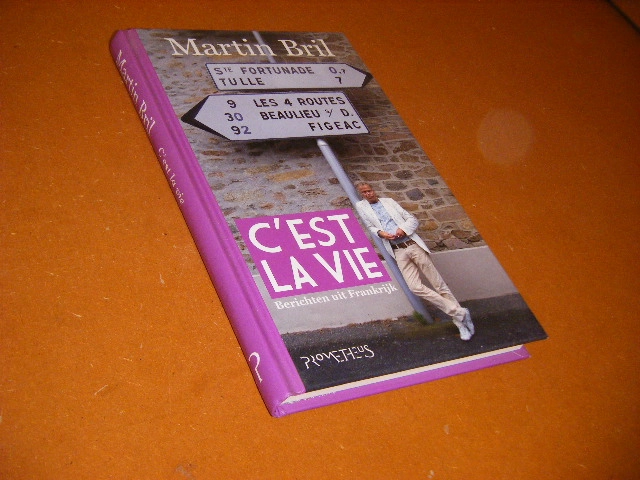 Martin Bril
STE FORTUNADE 0,7
TULLE 7
9 LES 4 ROUTES
30 BEAULIEU S/ D.
92 FIGEAC
C'EST
LA VIE
Berichten uit Frankrijk
PROMETHEUS
Martin Bril C'est la vie